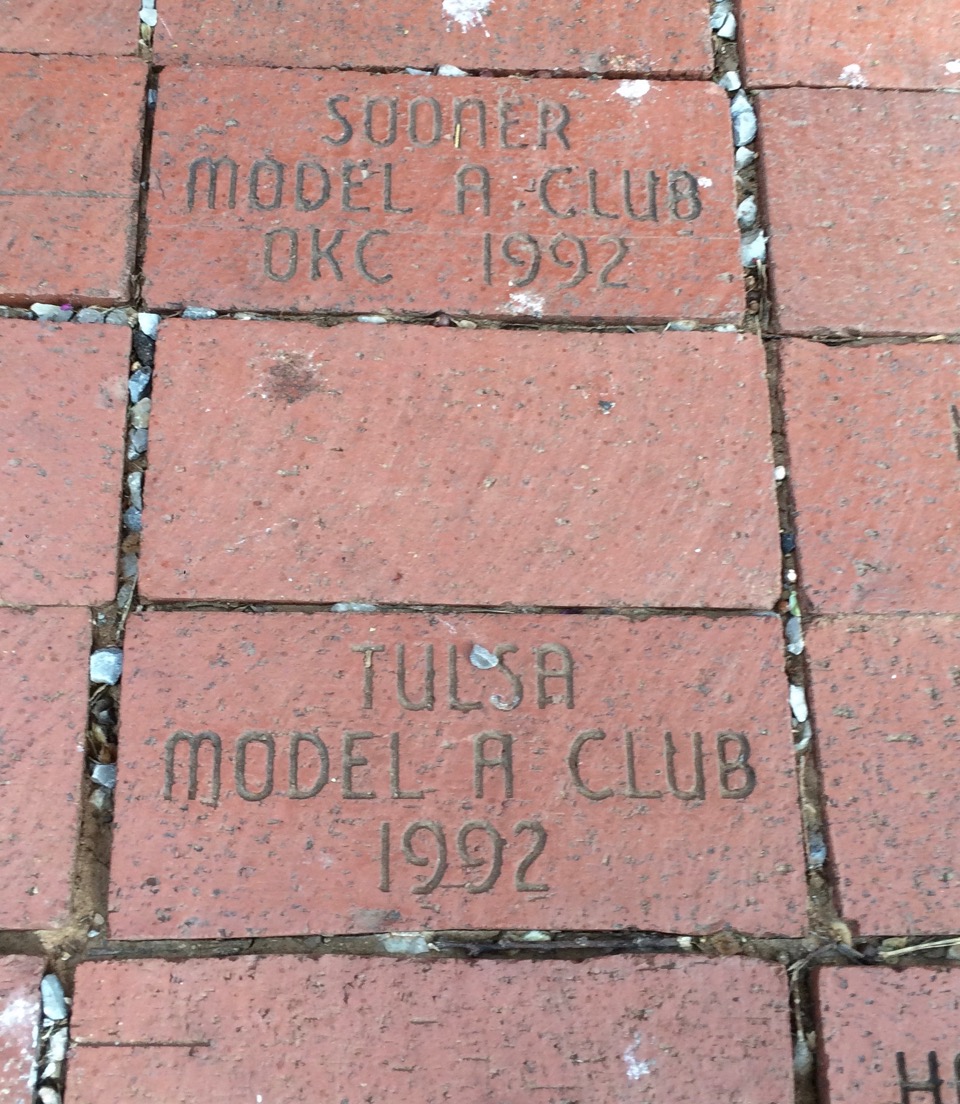 SOONER
MODEL A CLUB
OKC 1992
TULSA
MODEL A CLUB
1992